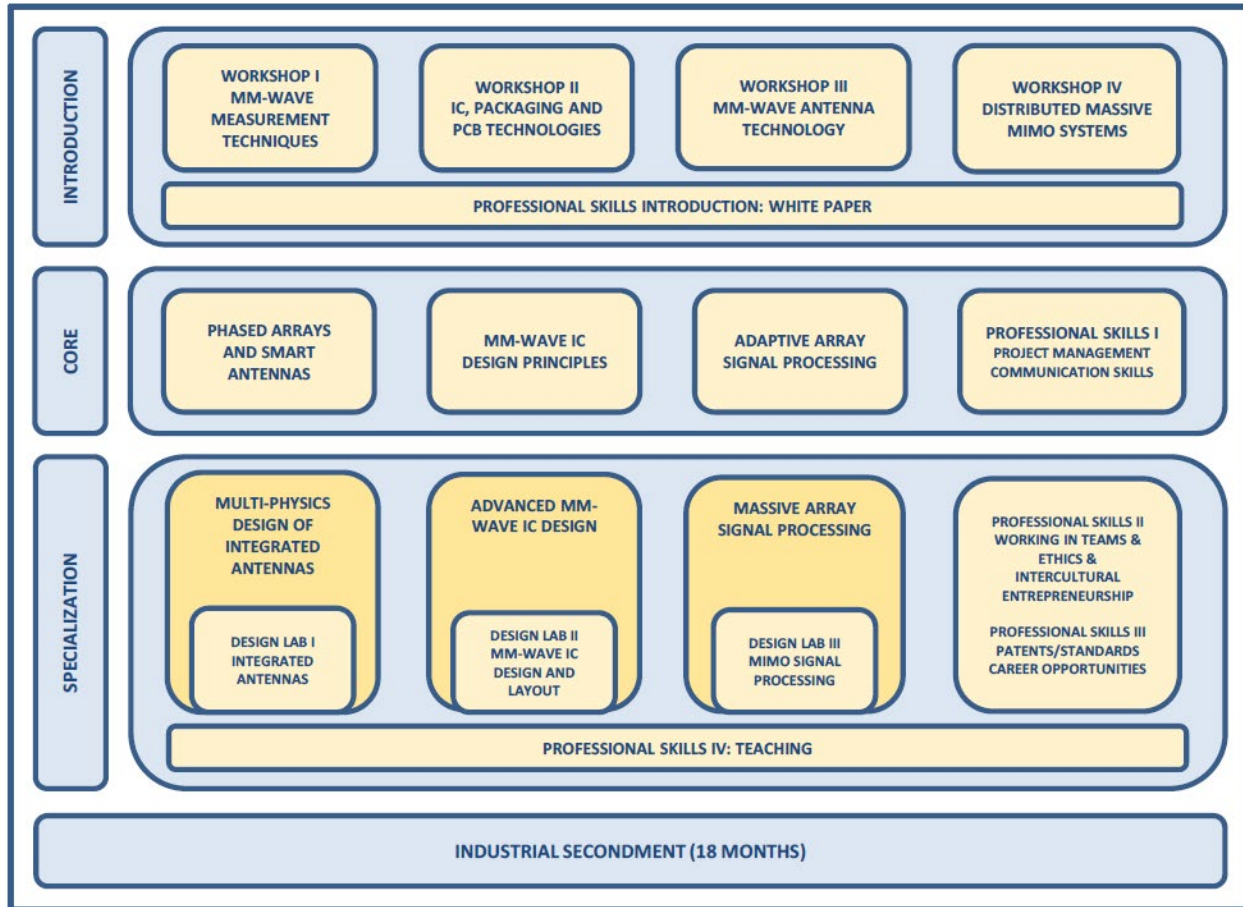 INTRODUCTION
WORKSHOP I
MM-WAVE
MEASUREMENT
TECHNIQUES
WORKSHOP II
IC, PACKAGING AND
PCB TECHNOLOGIES
WORKSHOP III
MM-WAVE ANTENNA
TECHNOLOGY
WORKSHOP IV
DISTRIBUTED MASSIVE
MIMO SYSTEMS
PROFESSIONAL SKILLS INTRODUCTION: WHITE PAPER
CORE
PHASED ARRAYS
AND SMART
ANTENNAS
MM-WAVE IC
DESIGN PRINCIPLES
ADAPTIVE ARRAY
SIGNAL PROCESSING
PROFESSIONAL SKILLS I
PROJECT MANAGEMENT
COMMUNICATION SKILLS
SPECIALIZATION
MULTI-PHYSICS
DESIGN OF
INTEGRATED
ANTENNAS
DESIGN LAB I
INTEGRATED
ANTENNAS
ADVANCED MM-
WAVE IC DESIGN
DESIGN LAB II
MM-WAVE IC
DESIGN AND
LAYOUT
MASSIVE ARRAY
SIGNAL PROCESSING
DESIGN LAB III
MIMO SIGNAL
PROCESSING
PROFESSIONAL SKILLS II
WORKING IN TEAMS &
ETHICS &
INTERCULTURAL
ENTREPRENEURSHIP
PROFESSIONAL SKILLS III
PATENTS/STANDARDS
CAREER OPPORTUNITIES
PROFESSIONAL SKILLS IV: TEACHING
INDUSTRIAL SECONDMENT (18 MONTHS)